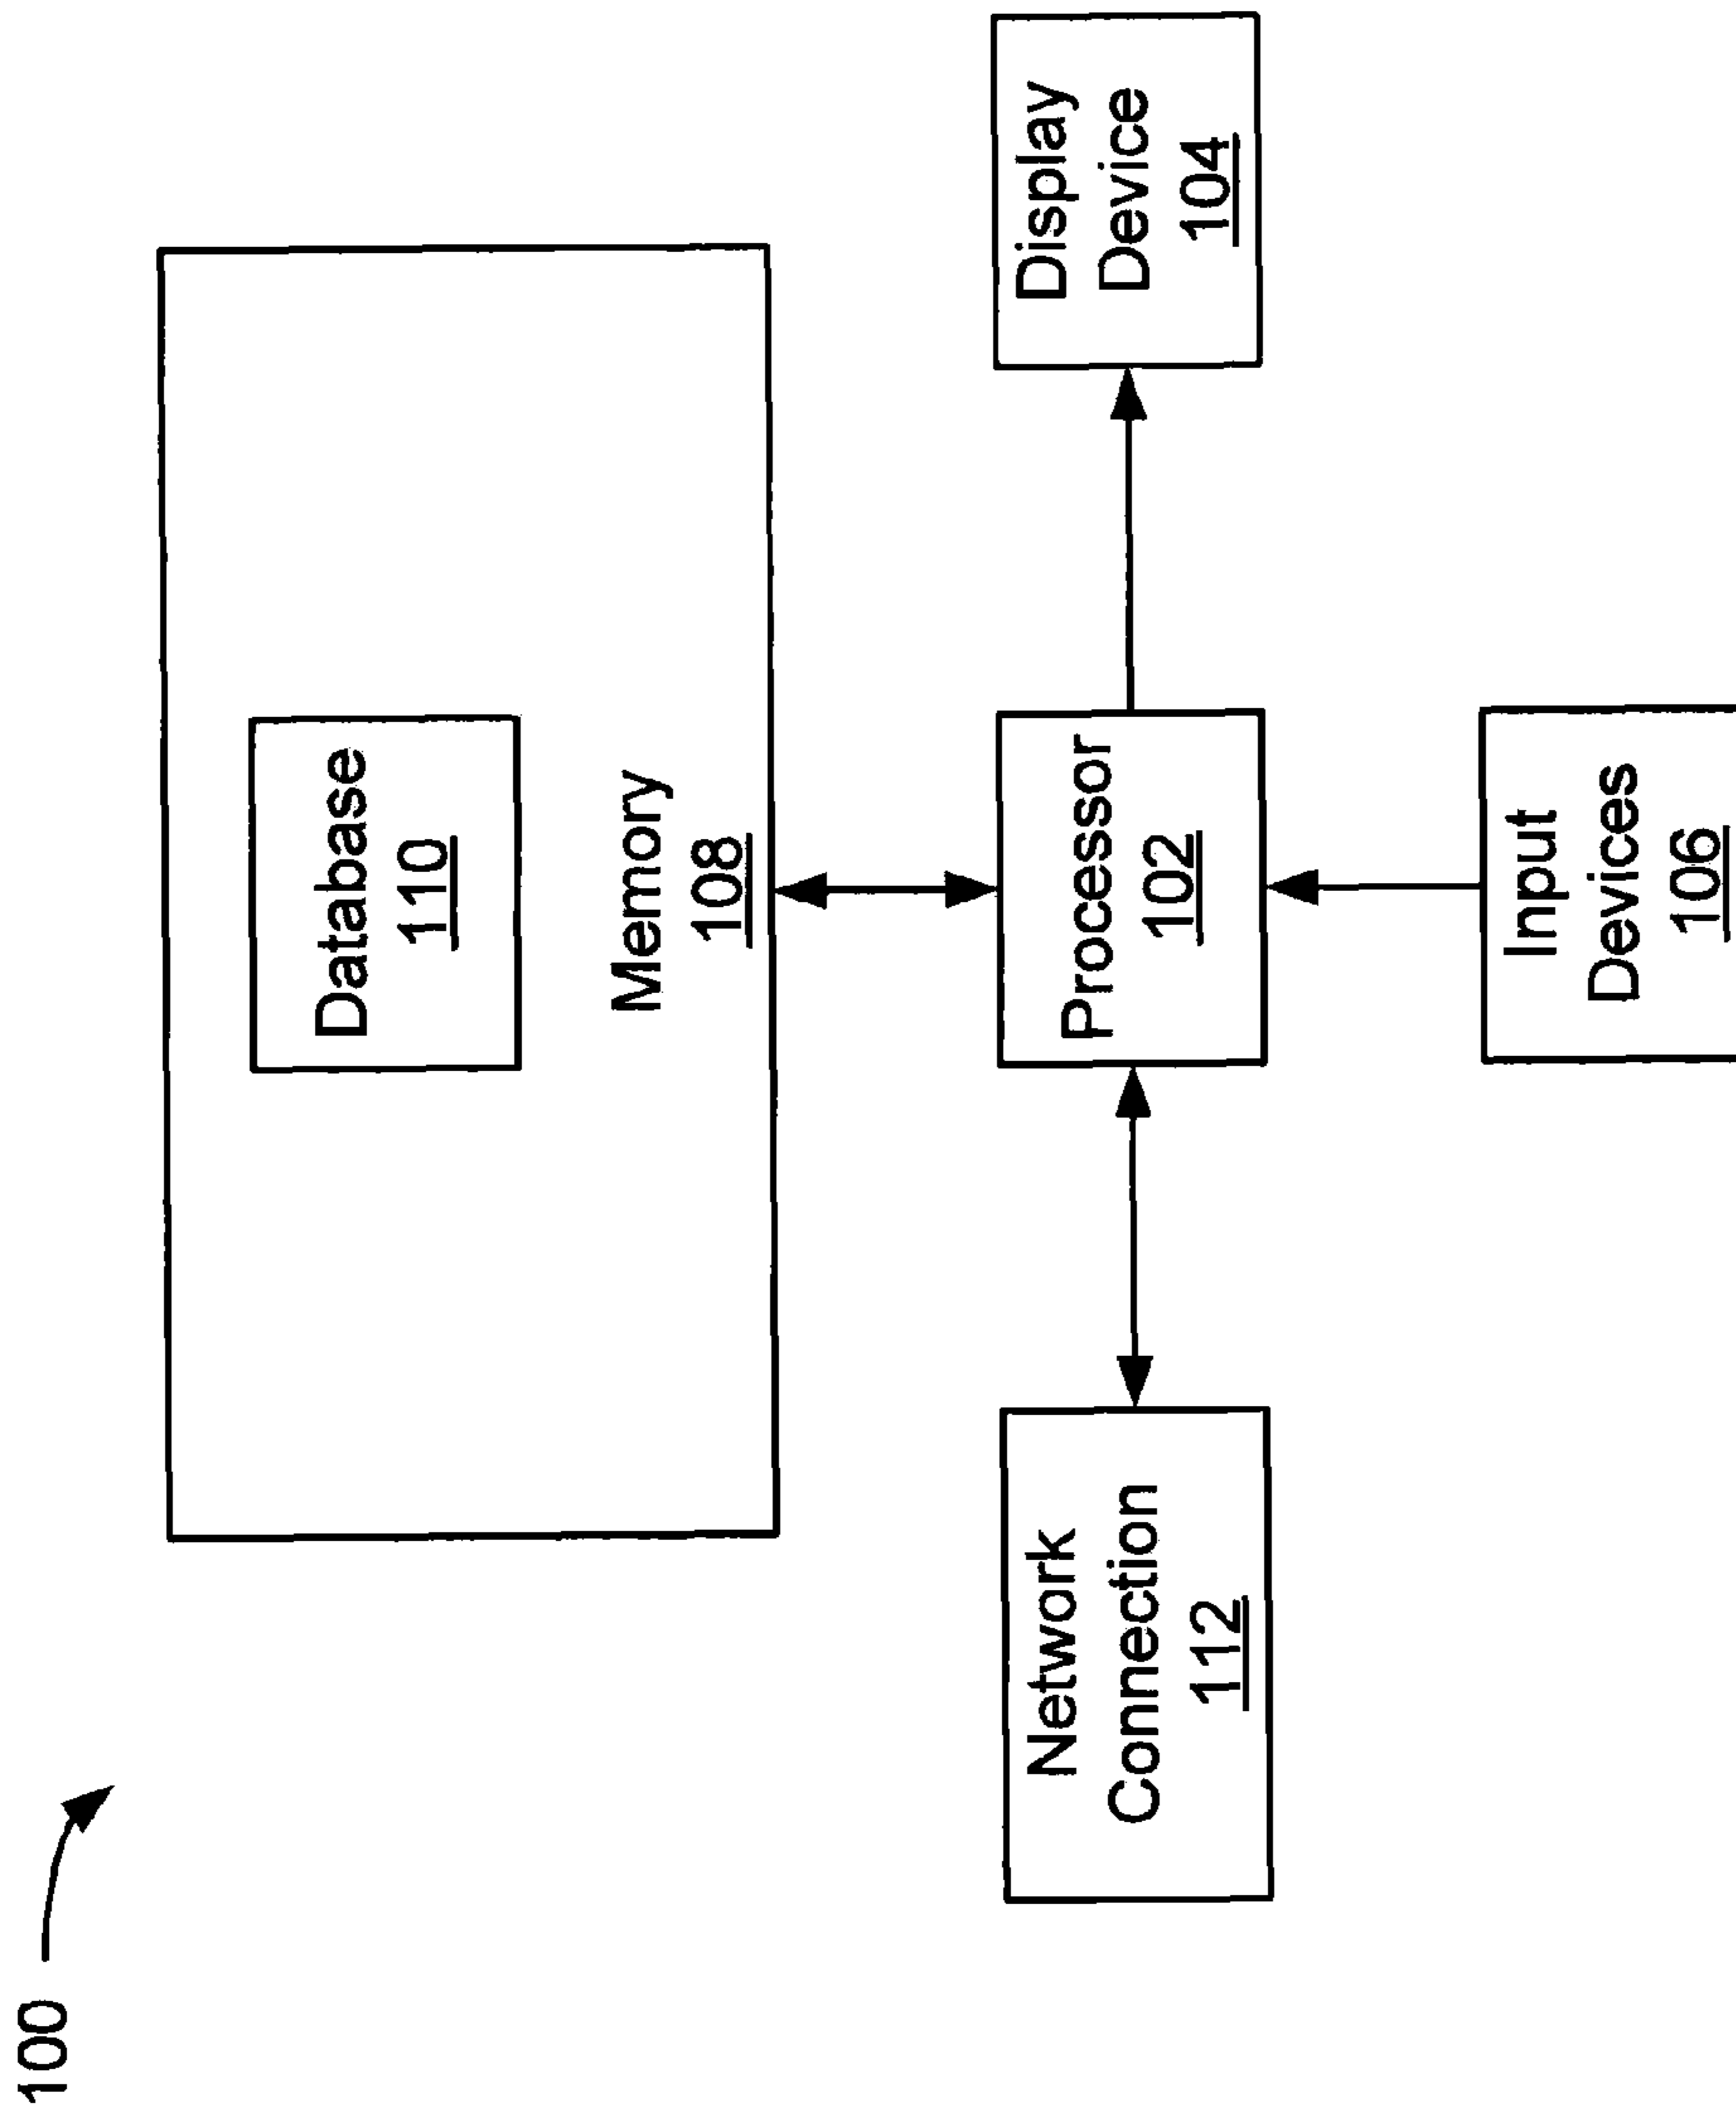 100
Database
110
Memory
108
Network
Connection
112
Processor
102
Display
Device
104
Input
Devices
106